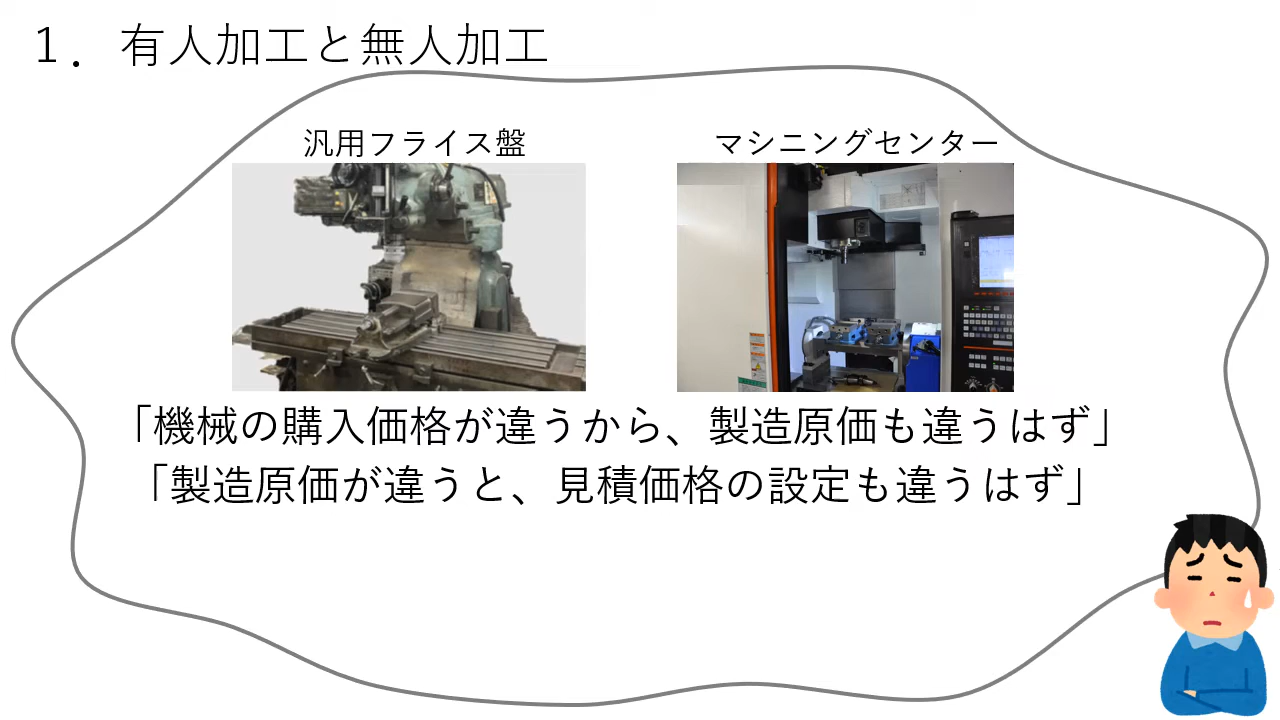 １．有人加工と無人加工
汎用フライス盤
マシニングセンター
「機械の購入価格が違うから、製造原価も違うはず」
「製造原価が違うと、見積価格の設定も違うはず」